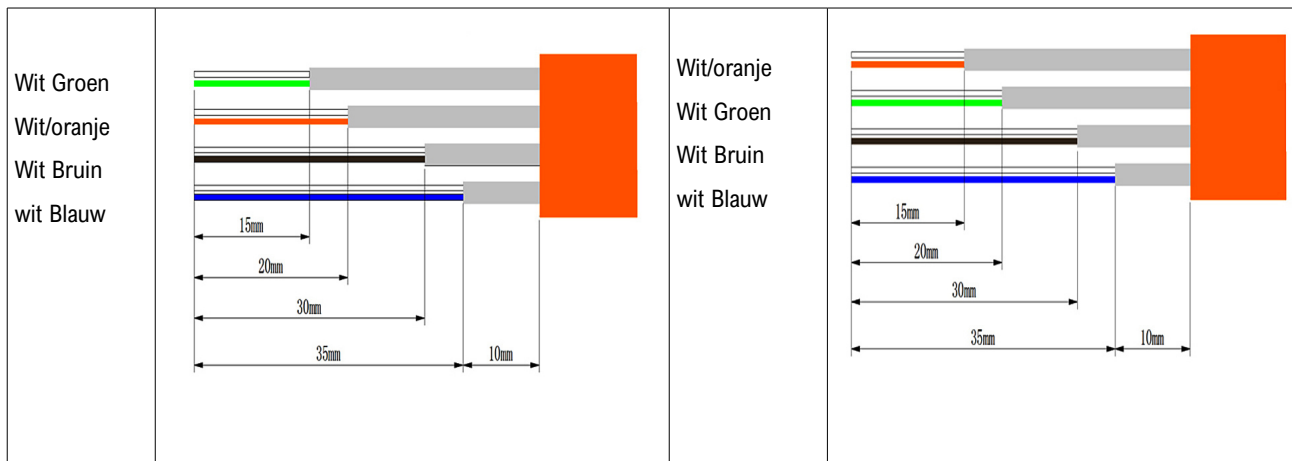 Wit Groen
Wit/oranje
Wit Bruin
wit Blauw
15mm
20mm
30mm
35mm
10mm
Wit/oranje
Wit Groen
Wit Bruin
wit Blauw
15mm
20mm
30mm
35mm
10mm